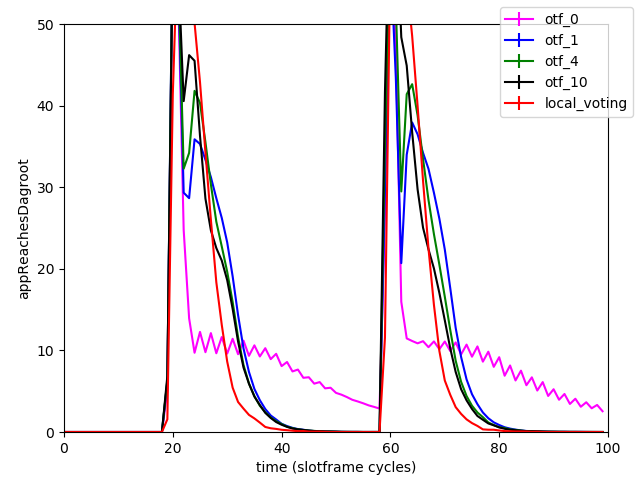 otf_0
otf_1
otf_4
otf_10
local_voting
50
40
30
20
10
0
appReachesDagroot
0 20 40 60 80 100
time (slotframe cycles)